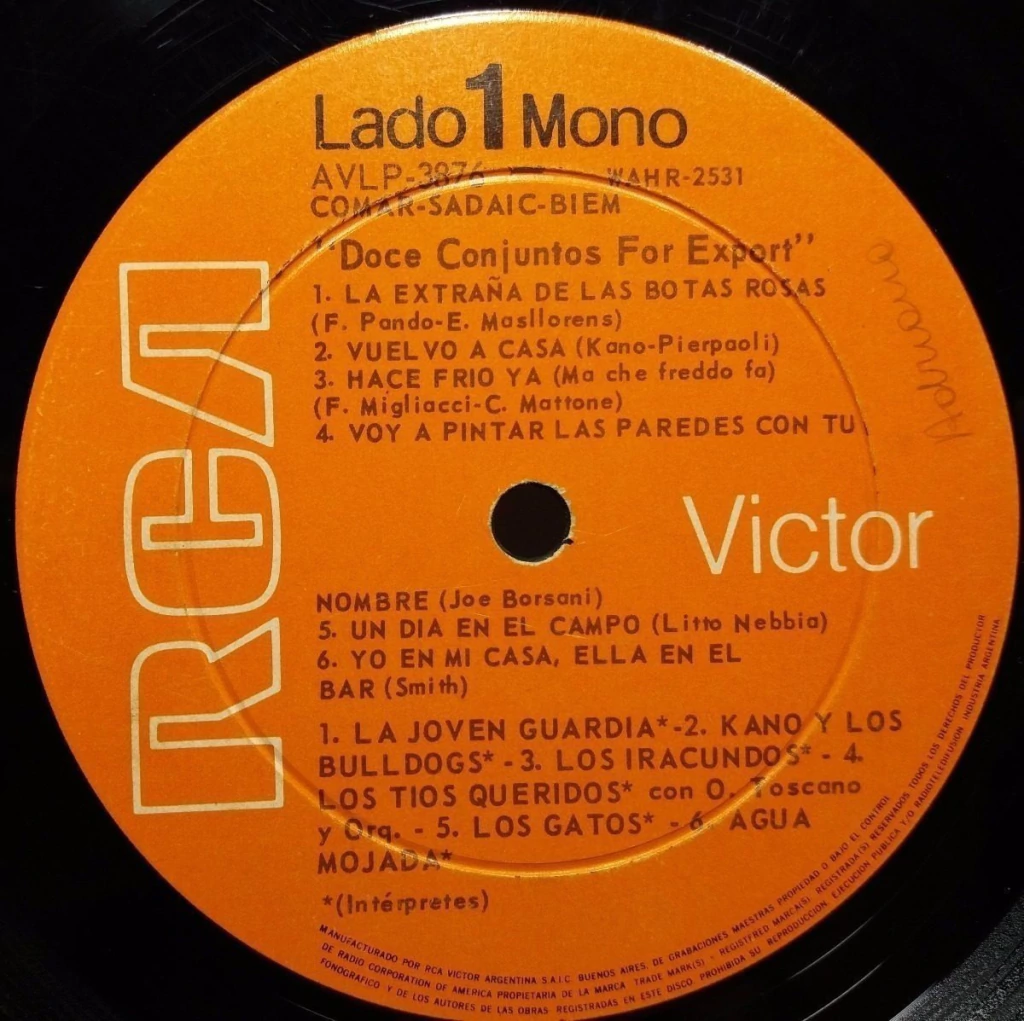 Lado 1 Mono
AVLP-3876 WAHR-2531
COMAR-SADAIC-BIEM
"Doce Conjuntos For Export"
1. LA EXTRAÑA DE LAS BOTAS ROSAS
(F. Pando-E. Masllorens)
2. VUELVO A CASA (Kano-Pierpaoli)
3. HACE FRIO YA (Ma che freddo fa)
(F. Migliacci-C. Mattone)
4. VOY A PINTAR LAS PAREDES CON TU
RCA
Victor
NOMBRE (Joe Borsani)
5. UN DIA EN EL CAMPO (Litto Nebbia)
6. YO EN MI CASA, ELLA EN EL
BAR (Smith)
1. LA JOVEN GUARDIA*-2. KANO Y LOS
BULLDOGS* - 3. LOS IRACUNDOS* - 4.
LOS TIOS QUERIDOS* con O. Toscano
y Orq. - 5. LOS GATOS* - 6. AGUA
MOJADA*
*(Intérpretes)
MANUFACTURADO POR RCA VICTOR ARGENTINA S.A.I.C. BUENOS AIRES, DE GRABACIONES MAESTRAS PROPIEDAD O BAJO EL CONTROL
DE RADIO CORPORATION OF AMERICA PROPIETARIA DE LA MARCA TRADE MARK(S) - REGISTERED MARCA(S) REGISTRADA(S) RESERVADOS TODOS LOS DERECHOS DEL PRODUCTOR
FONOGRAFICO Y DE LOS AUTORES DE LAS OBRAS REGISTRADAS EN ESTE DISCO. PROHIBIDA SU REPRODUCCION, EJECUCION PUBLICA Y/O RADIOTELEDIFUSION INDUSTRIA ARGENTINA